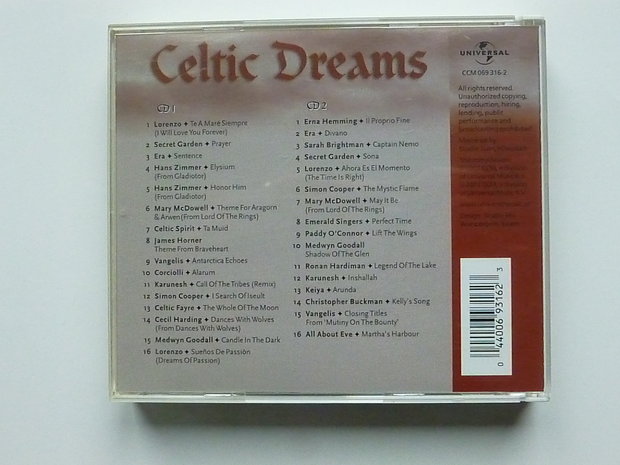 Celtic Dreams
CD 1
1 Lorenzo ✦ Te A Maré Siempre
(I Will Love You Forever)
2 Secret Garden ✦ Prayer
3 Era ✦ Sentence
4 Hans Zimmer ✦ Elysium
(From Gladiator)
5 Hans Zimmer ✦ Honor Him
(From Gladiator)
6 Mary McDowell ✦ Theme For Aragorn
& Arwen (From Lord Of The Rings)
7 Celtic Spirit ✦ Ta Muid
8 James Horner
Theme From Braveheart
9 Vangelis ✦ Antarctica Echoes
10 Corciolli ✦ Alarum
11 Karunesh ✦ Call Of The Tribes (Remix)
12 Simon Cooper ✦ I Search Of Iseult
13 Celtic Fayre ✦ The Whole Of The Moon
14 Cecil Harding ✦ Dances With Wolves
(From Dances With Wolves)
15 Medwyn Goodall ✦ Candle In The Dark
16 Lorenzo ✦ Sueños De Passión
(Dreams Of Passion)
CD 2
1 Erna Hemming ✦ Il Proprio Fine
2 Era ✦ Divano
3 Sarah Brightman ✦ Captain Nemo
4 Secret Garden ✦ Sona
5 Lorenzo ✦ Ahora Es El Momento
(The Time Is Right)
6 Simon Cooper ✦ The Mystic Flame
7 Mary McDowell ✦ May It Be
(From Lord Of The Rings)
8 Emerald Singers ✦ Perfect Time
9 Paddy O'Connor ✦ Lift The Wings
10 Medwyn Goodall
Shadow Of The Glen
11 Ronan Hardiman ✦ Legend Of The Lake
12 Karunesh ✦ Inshallah
13 Keiya ✦ Arunda
14 Christopher Buckman ✦ Kelly's Song
15 Vangelis ✦ Closing Titles
From 'Mutiny On The Bounty'
16 All About Eve ✦ Martha's Harbour
UNIVERSAL
CCM 069 316-2
All rights reserved.
Unauthorized copying,
reproduction, hiring,
lending, public
performance and
broadcasting prohibited.
0 44006 93162 3